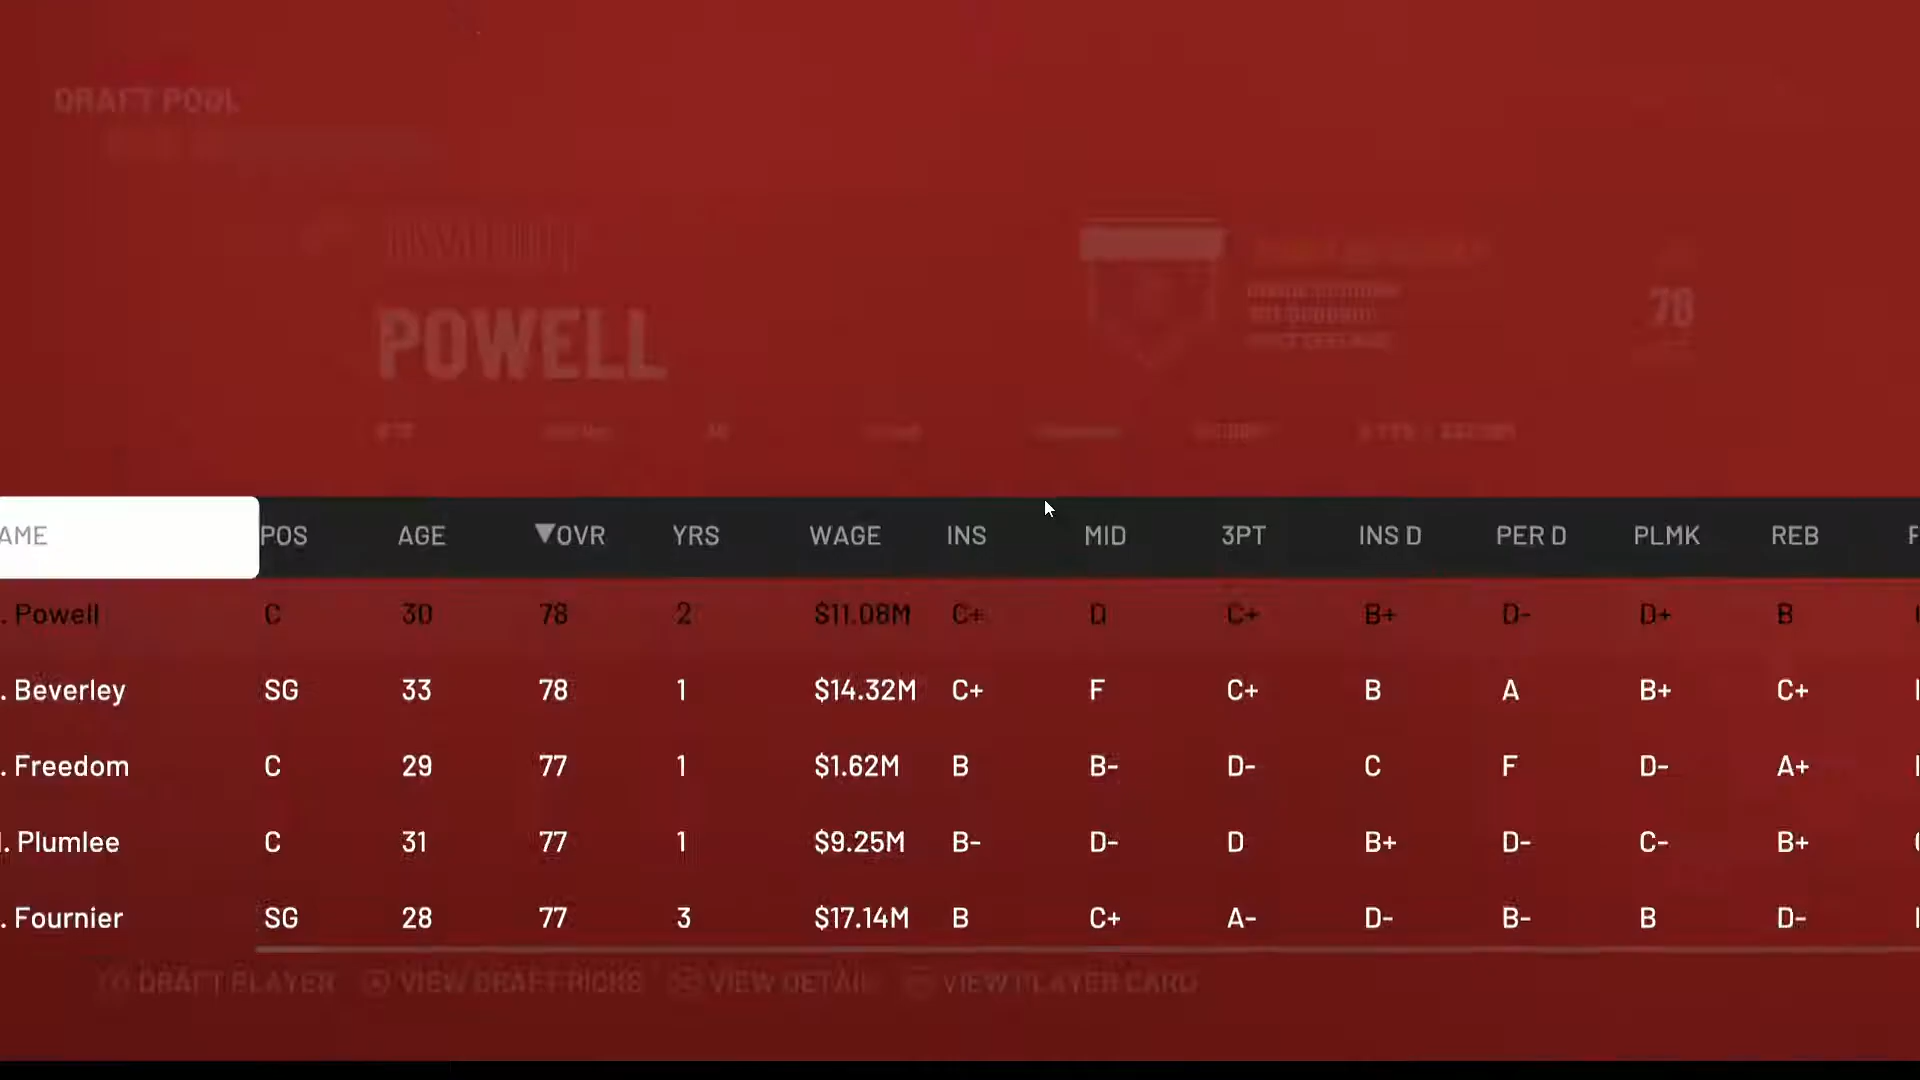 DRAFT POOL
POWELL
78
AME POS AGE ▼OVR YRS WAGE INS MID 3PT INS D PER D PLMK REB
. Powell C 30 78 2 $11.08M C+ D C+ B+ D- D+ B
. Beverley SG 33 78 1 $14.32M C+ F C+ B A B+ C+
. Freedom C 29 77 1 $1.62M B B- D- C F D- A+
. Plumlee C 31 77 1 $9.25M B- D- D B+ D- C- B+
. Fournier SG 28 77 3 $17.14M B C+ A- D- B- B D-
DRAFT PLAYER VIEW DRAFT PICKS VIEW DETAIL VIEW PLAYER CARD